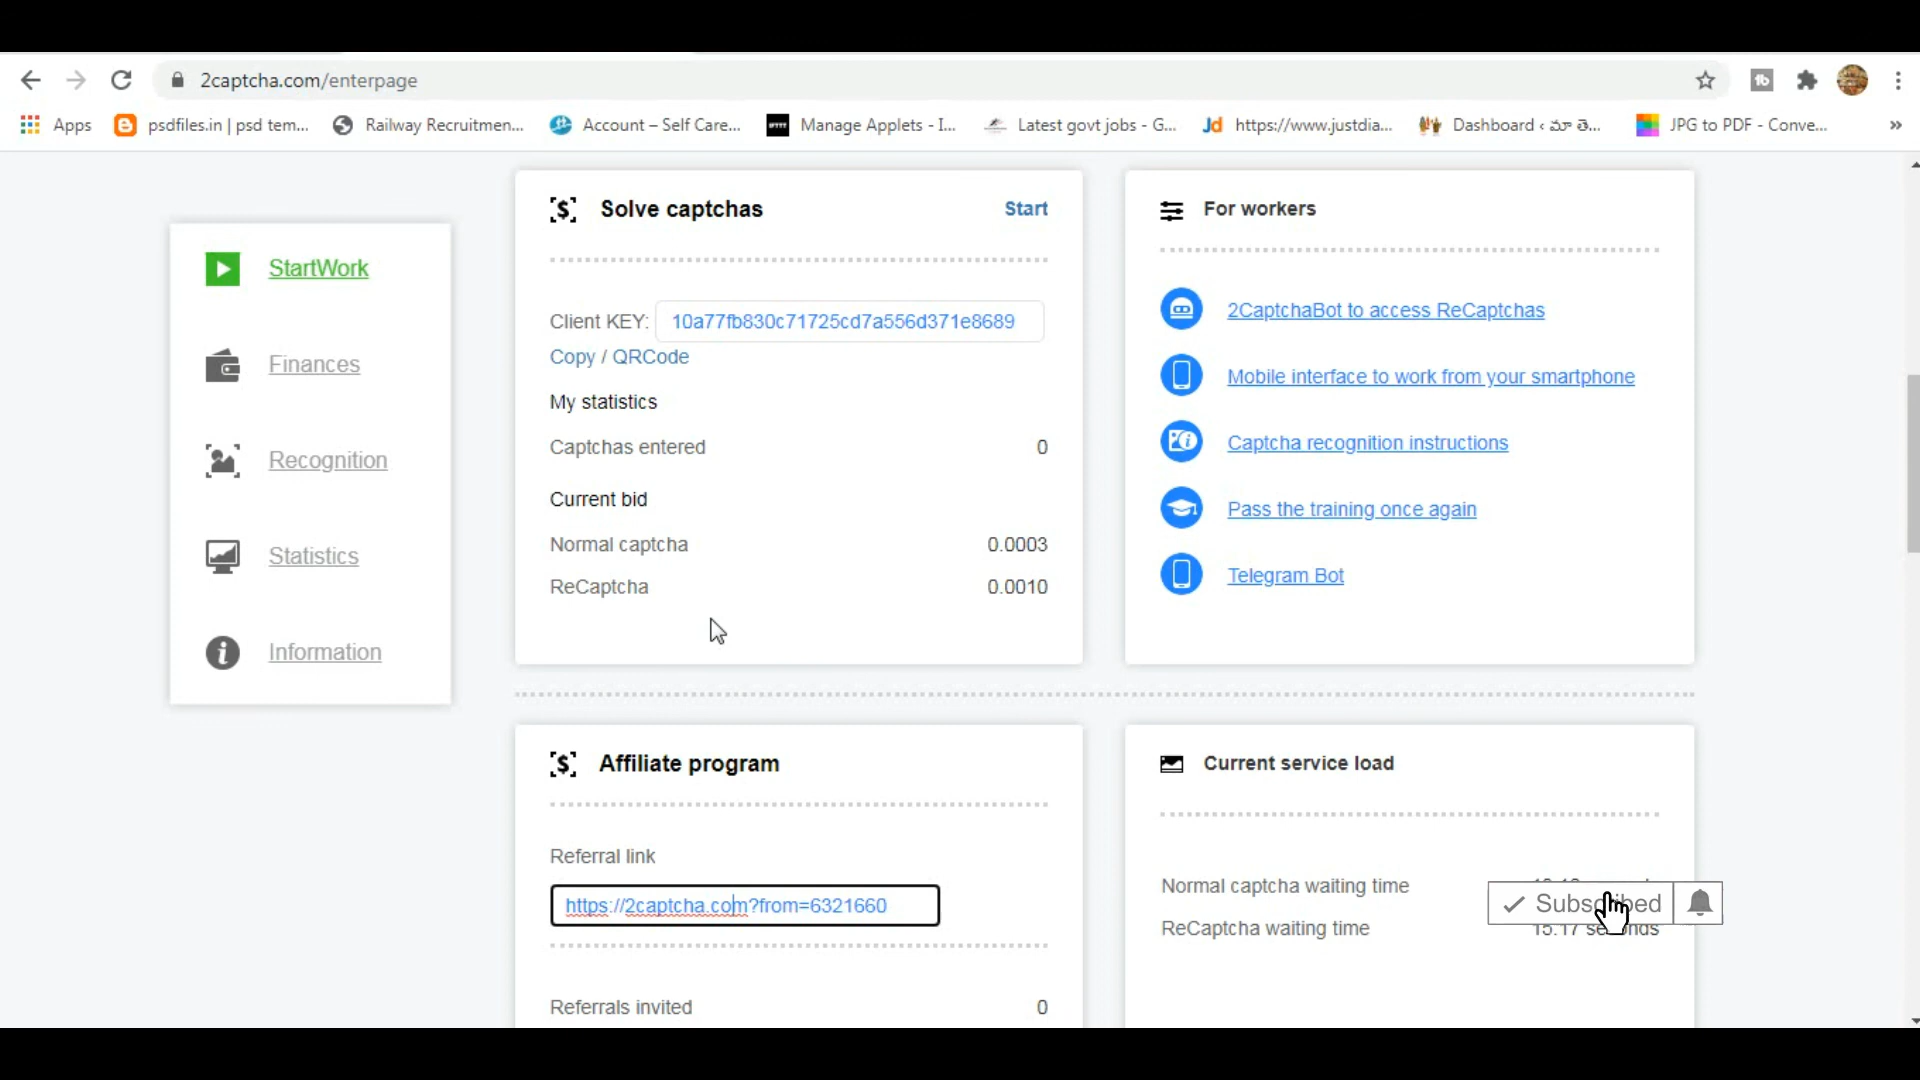 2captcha.com/enterpage
Apps psdfiles.in | psd tem... Railway Recruitmen... Account – Self Care... Manage Applets - I... Latest govt jobs - G... Jd https://www.justdia... Dashboard ‹ మా తె... JPG to PDF - Conve... »
StartWork
Finances
Recognition
Statistics
Information
Solve captchas Start
Client KEY: 10a77fb830c71725cd7a556d371e8689
Copy / QRCode
My statistics
Captchas entered 0
Current bid
Normal captcha 0.0003
ReCaptcha 0.0010
For workers
2CaptchaBot to access ReCaptchas
Mobile interface to work from your smartphone
Captcha recognition instructions
Pass the training once again
Telegram Bot
Affiliate program
Referral link
https://2captcha.com?from=6321660
Referrals invited 0
Current service load
Normal captcha waiting time
Subscribed
ReCaptcha waiting time 15.17 seconds